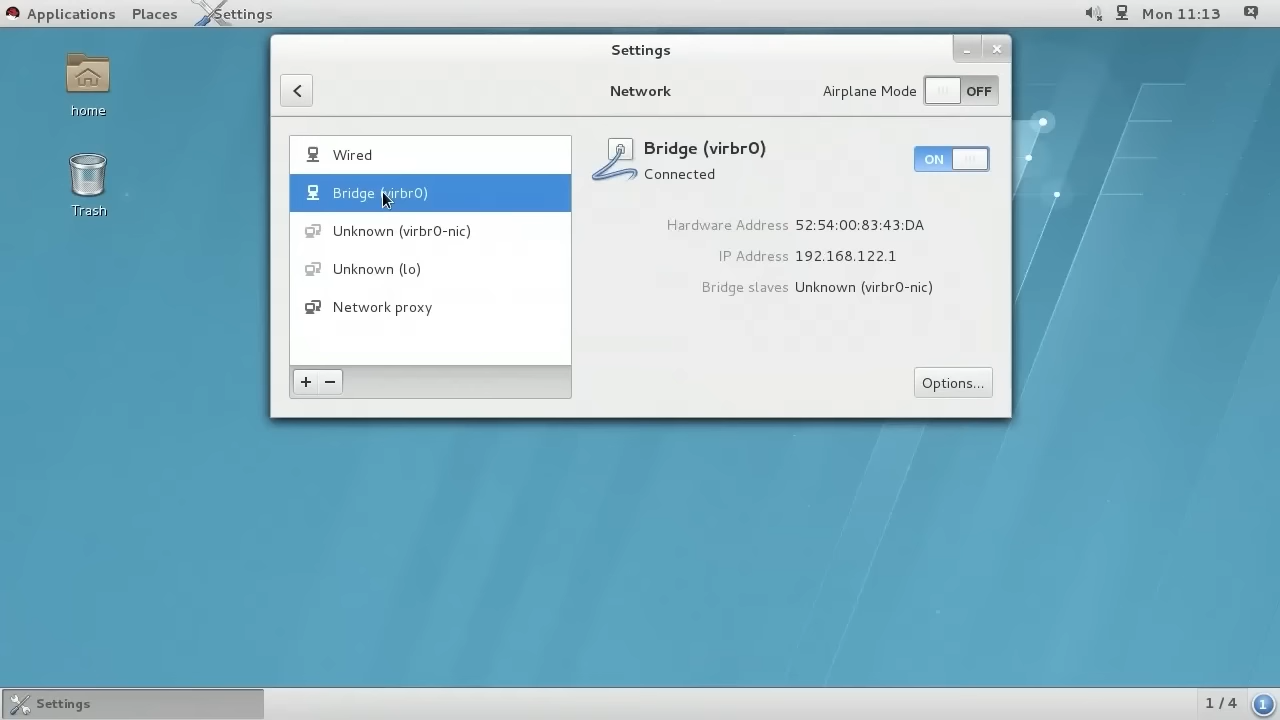 Applications Places Settings Mon 11:13
home
Trash
Settings
Network
Airplane Mode OFF
Wired
Bridge (virbr0)
Unknown (virbr0-nic)
Unknown (lo)
Network proxy
+ −
Bridge (virbr0)
Connected
ON
Hardware Address 52:54:00:83:43:DA
IP Address 192.168.122.1
Bridge slaves Unknown (virbr0-nic)
Options...
Settings 1 / 4 1